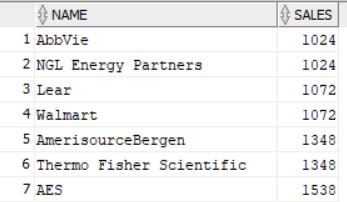 NAME SALES
1 AbbVie 1024
2 NGL Energy Partners 1024
3 Lear 1072
4 Walmart 1072
5 AmerisourceBergen 1348
6 Thermo Fisher Scientific 1348
7 AES 1538